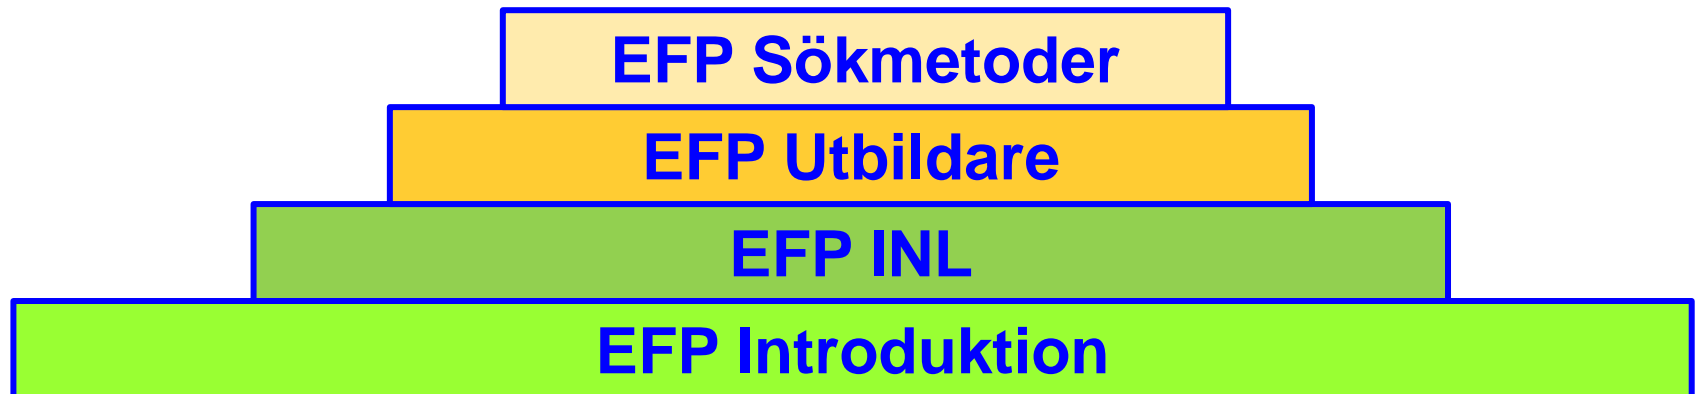 EFP Sökmetoder
EFP Utbildare
EFP INL
EFP Introduktion